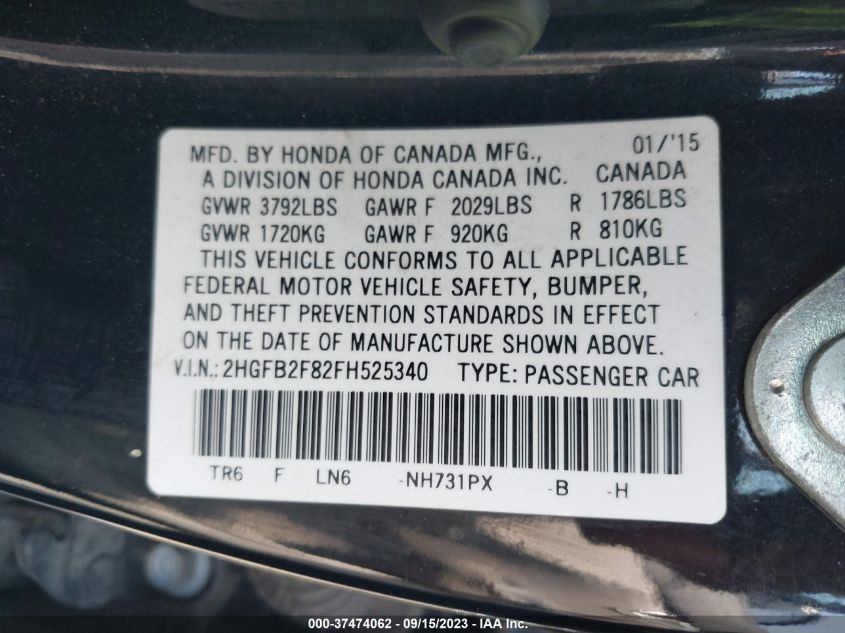 MFD. BY HONDA OF CANADA MFG., 01/'15
A DIVISION OF HONDA CANADA INC. CANADA
GVWR 3792LBS GAWR F 2029LBS R 1786LBS
GVWR 1720KG GAWR F 920KG R 810KG
THIS VEHICLE CONFORMS TO ALL APPLICABLE
FEDERAL MOTOR VEHICLE SAFETY, BUMPER,
AND THEFT PREVENTION STANDARDS IN EFFECT
ON THE DATE OF MANUFACTURE SHOWN ABOVE.
V.I.N.: 2HGFB2F82FH525340 TYPE: PASSENGER CAR
TR6 F LN6 -NH731PX -B -H
000-37474062 - 09/15/2023 - IAA Inc.